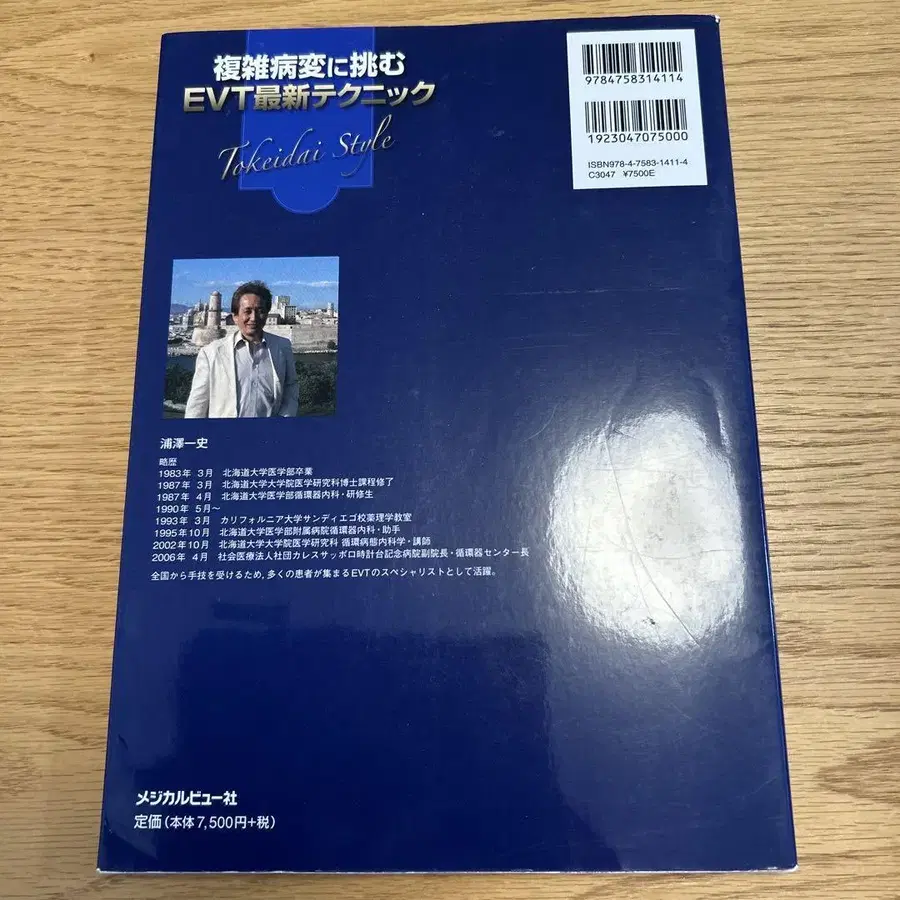 複雑病変に挑む
EVT最新テクニック
Tokeidai Style
9784758314114
1923047075000
ISBN978-4-7583-1411-4
C3047 ¥7500E
浦澤一史
略歴
1983年 3月 北海道大学医学部卒業
1987年 3月 北海道大学大学院医学研究科博士課程修了
1987年 4月 北海道大学医学部循環器内科・研修生
1990年 5月〜
1993年 3月 カリフォルニア大学サンディエゴ校薬理学教室
1995年10月 北海道大学医学部附属病院循環器内科・助手
2002年10月 北海道大学大学院医学研究科 循環病態内科学・講師
2006年 4月 社会医療法人社団カレスサッポロ時計台記念病院副院長・循環器センター長
全国から手技を受けるため,多くの患者が集まるEVTのスペシャリストとして活躍。
メジカルビュー社
定価(本体7,500円+税)